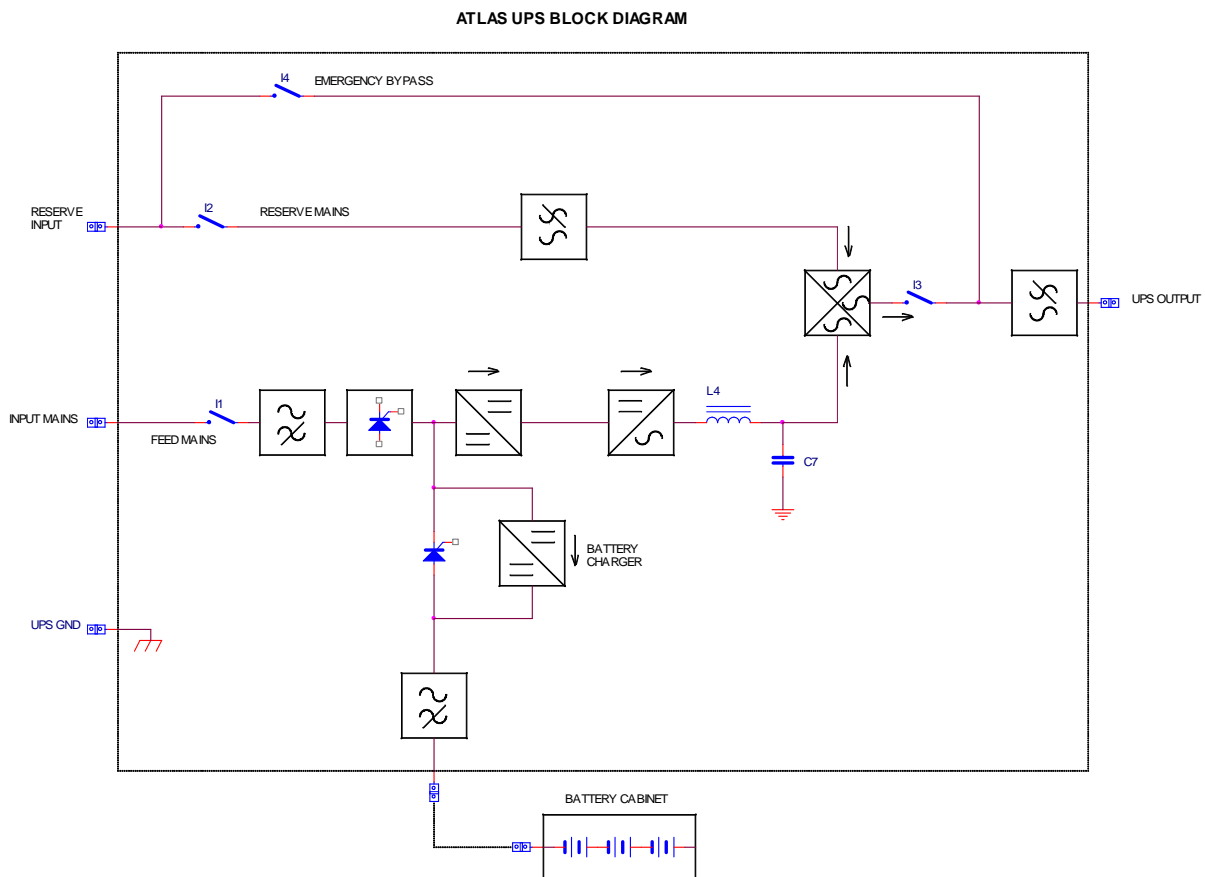 ATLAS UPS BLOCK DIAGRAM
I4
EMERGENCY BYPASS
RESERVE
INPUT
I2
RESERVE MAINS
I3
UPS OUTPUT
INPUT MAINS
I1
FEED MAINS
L4
C7
BATTERY
CHARGER
UPS GND
BATTERY CABINET